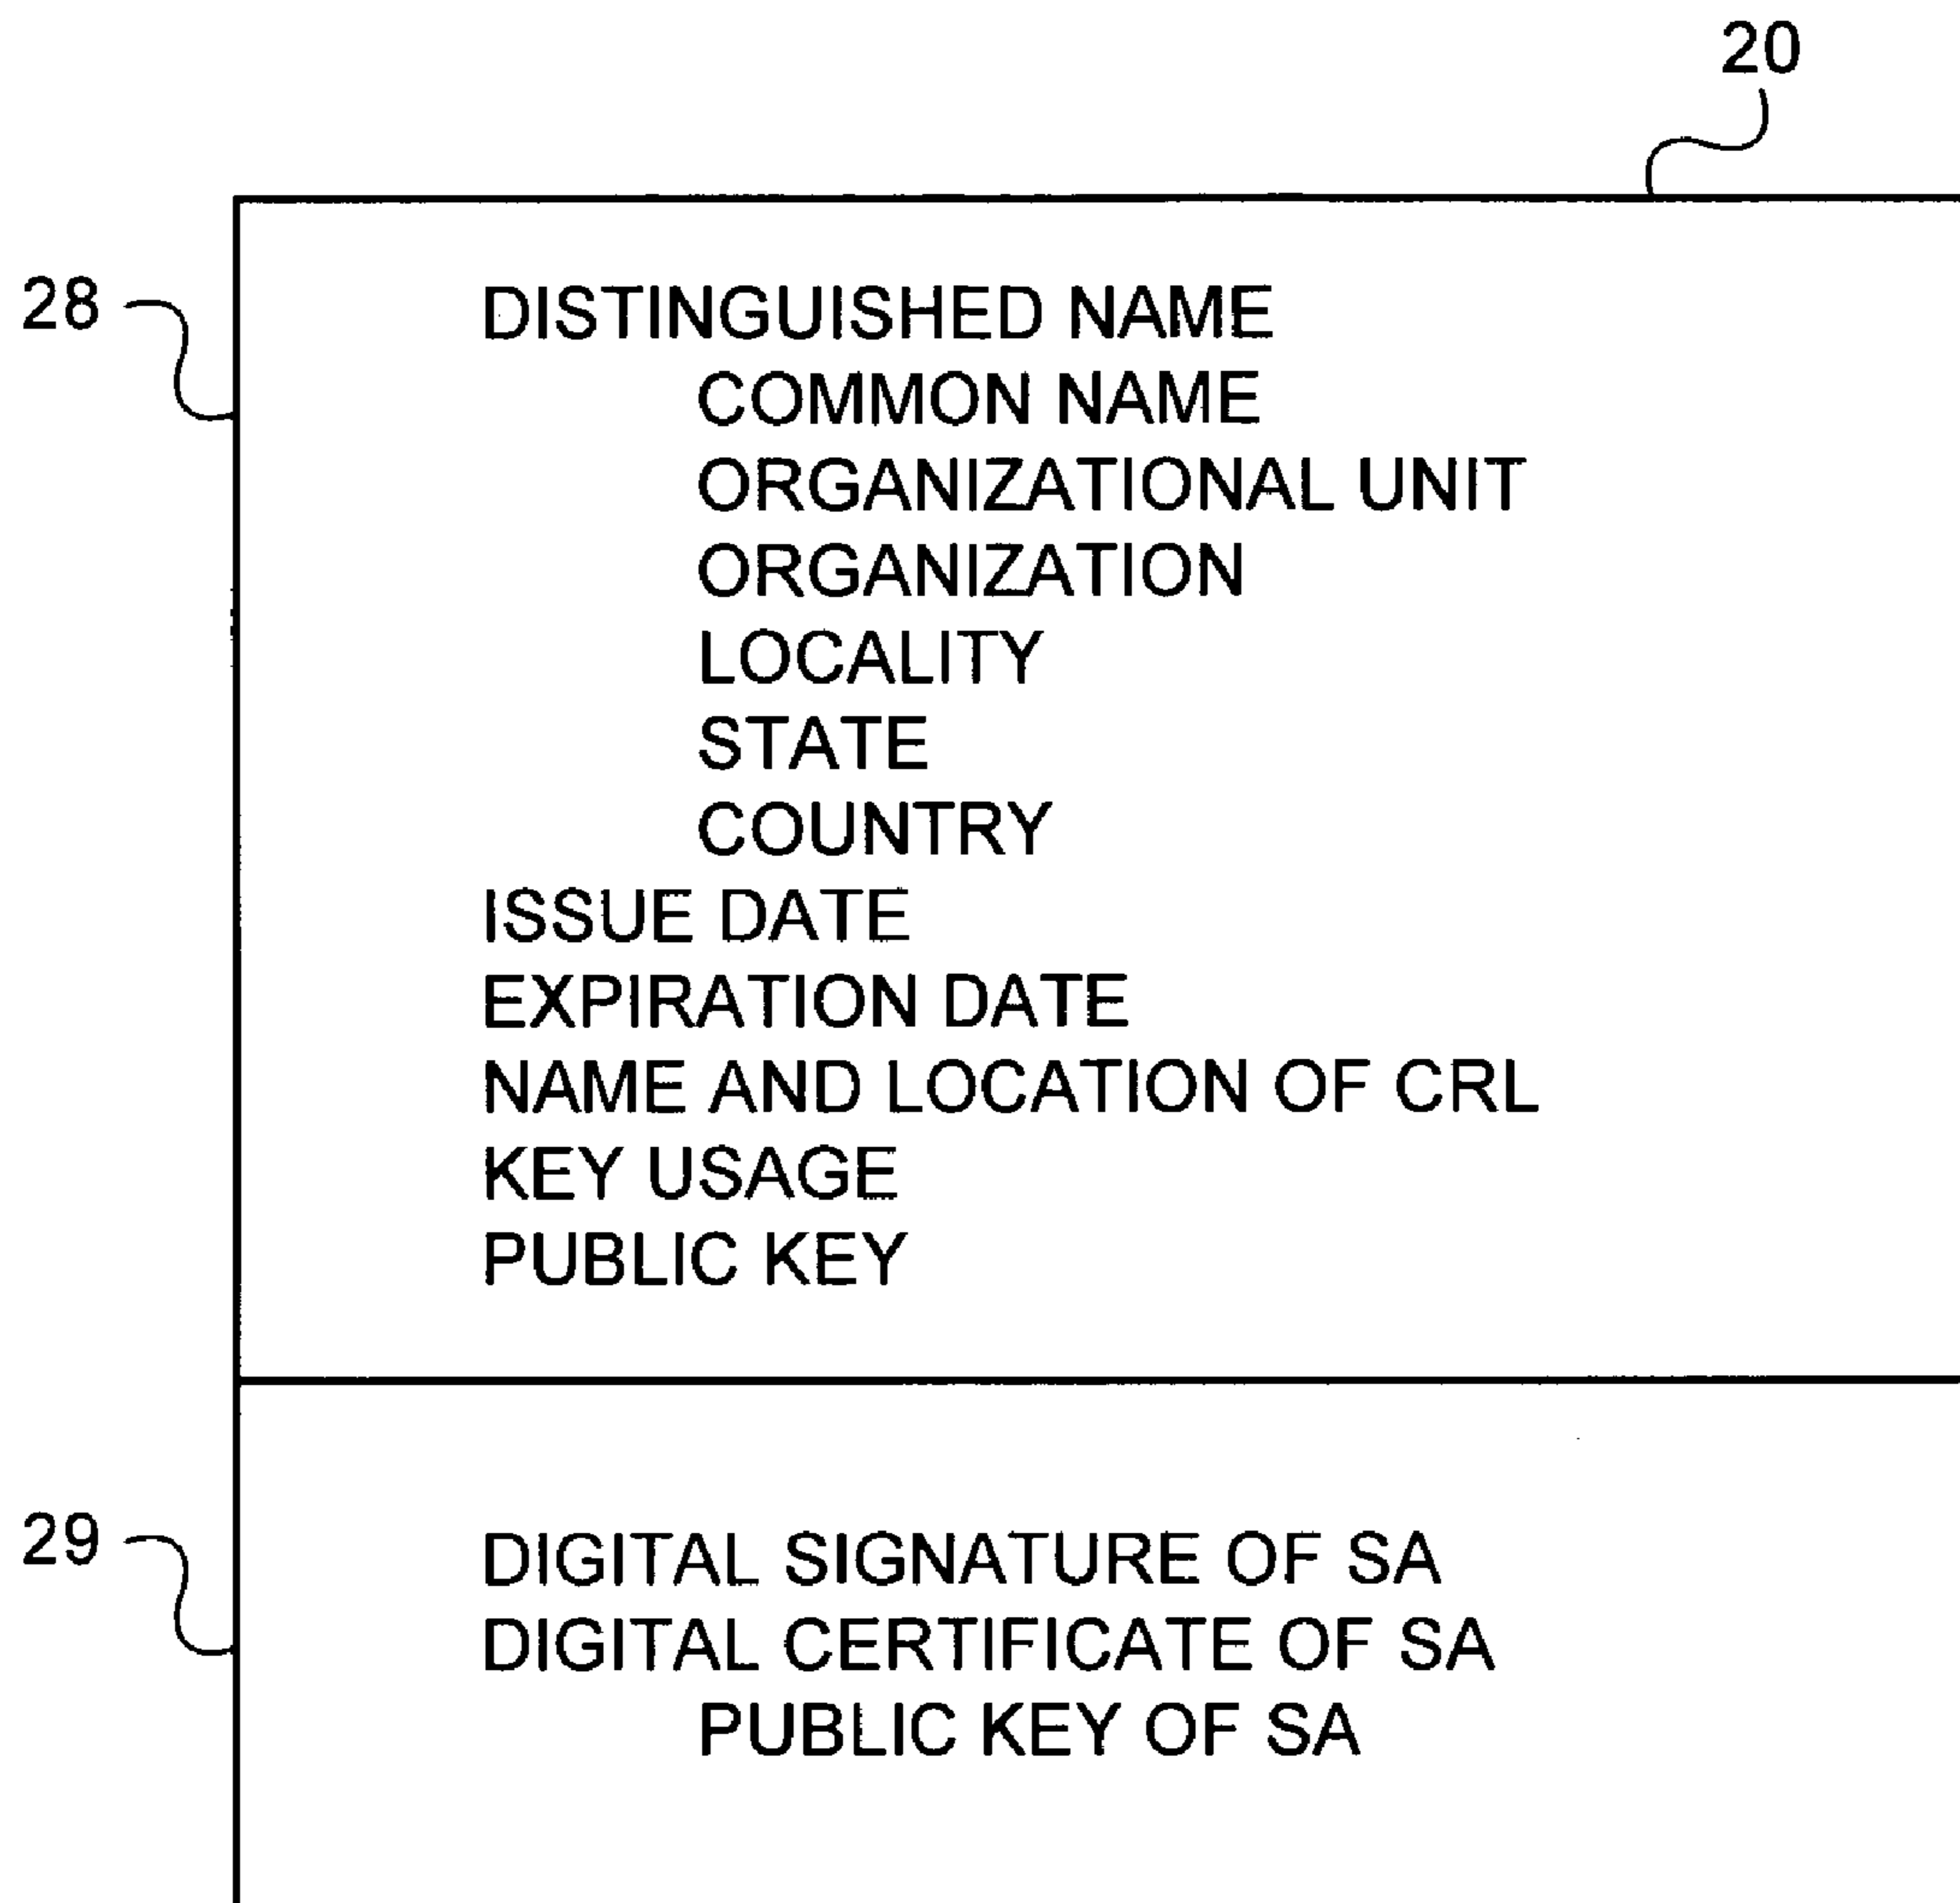 20
28
DISTINGUISHED NAME
COMMON NAME
ORGANIZATIONAL UNIT
ORGANIZATION
LOCALITY
STATE
COUNTRY
ISSUE DATE
EXPIRATION DATE
NAME AND LOCATION OF CRL
KEY USAGE
PUBLIC KEY
29
DIGITAL SIGNATURE OF SA
DIGITAL CERTIFICATE OF SA
PUBLIC KEY OF SA